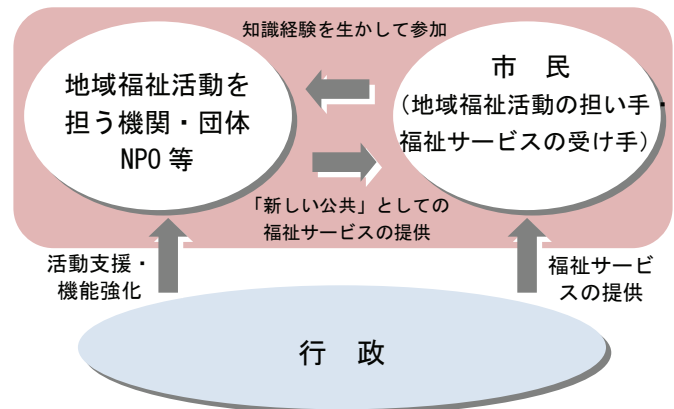 知識経験を生かして参加
地域福祉活動を
担う機関・団体
NPO 等
市　民
（地域福祉活動の担い手・
福祉サービスの受け手）
「新しい公共」としての
福祉サービスの提供
活動支援・
機能強化
福祉サービ
スの提供
行　政